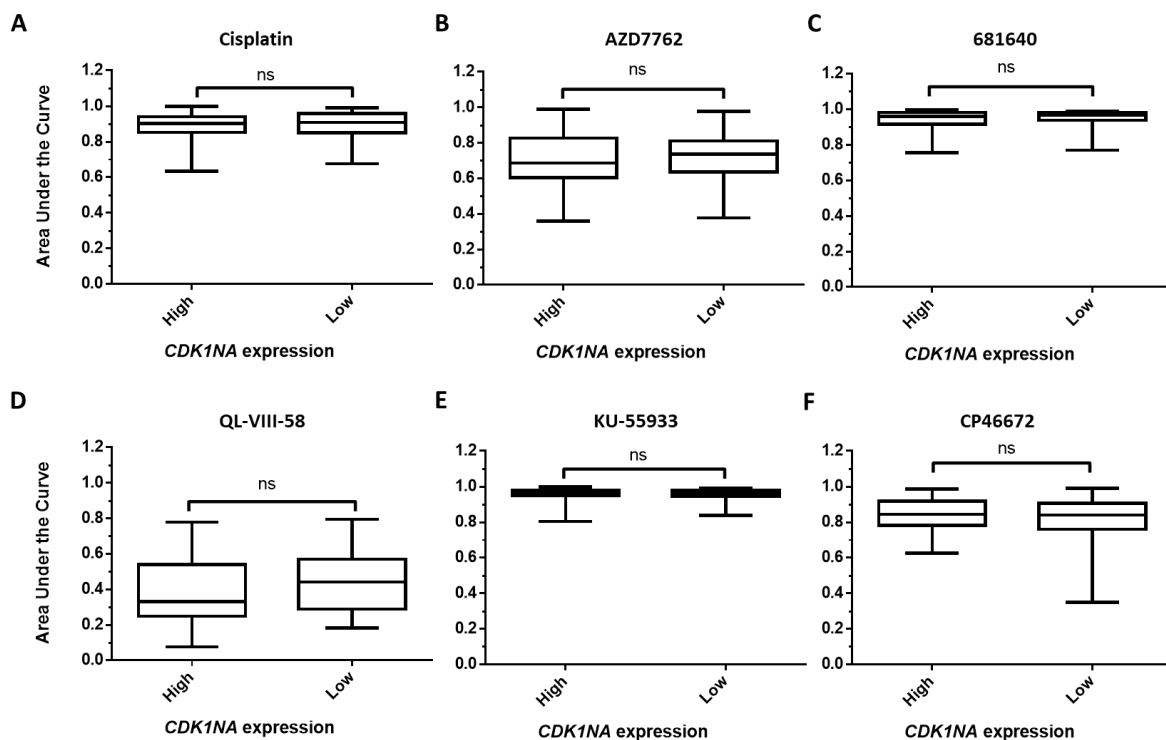 A
Cisplatin
Area Under the Curve
1.2
1.0
0.8
0.6
0.4
0.2
0.0
ns
High
Low
CDK1NA expression
B
AZD7762
1.2
1.0
0.8
0.6
0.4
0.2
0.0
ns
High
Low
CDK1NA expression
C
681640
1.2
1.0
0.8
0.6
0.4
0.2
0.0
ns
High
Low
CDK1NA expression
D
QL-VIII-58
Area Under the Curve
1.2
1.0
0.8
0.6
0.4
0.2
0.0
ns
High
Low
CDK1NA expression
E
KU-55933
1.2
1.0
0.8
0.6
0.4
0.2
0.0
ns
High
Low
CDK1NA expression
F
CP46672
1.2
1.0
0.8
0.6
0.4
0.2
0.0
ns
High
Low
CDK1NA expression